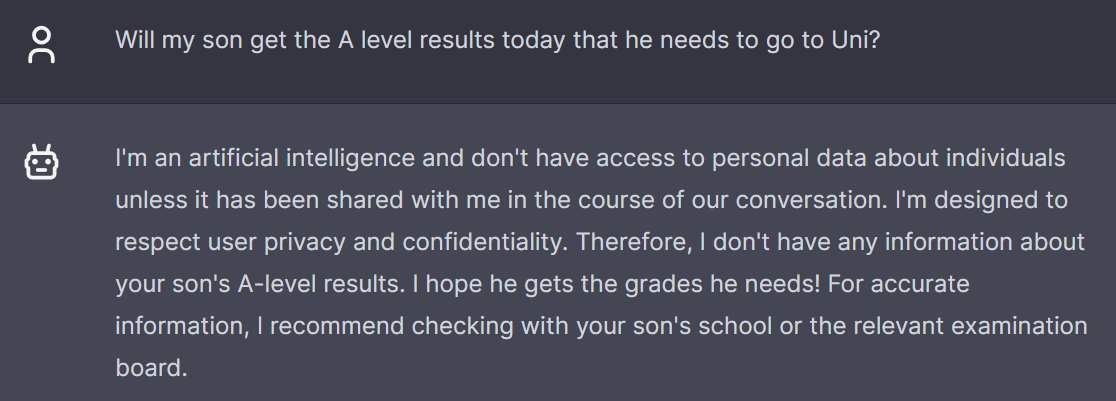 Will my son get the A level results today that he needs to go to Uni?
I'm an artificial intelligence and don't have access to personal data about individuals
unless it has been shared with me in the course of our conversation. I'm designed to
respect user privacy and confidentiality. Therefore, I don't have any information about
your son's A-level results. I hope he gets the grades he needs! For accurate
information, I recommend checking with your son's school or the relevant examination
board.